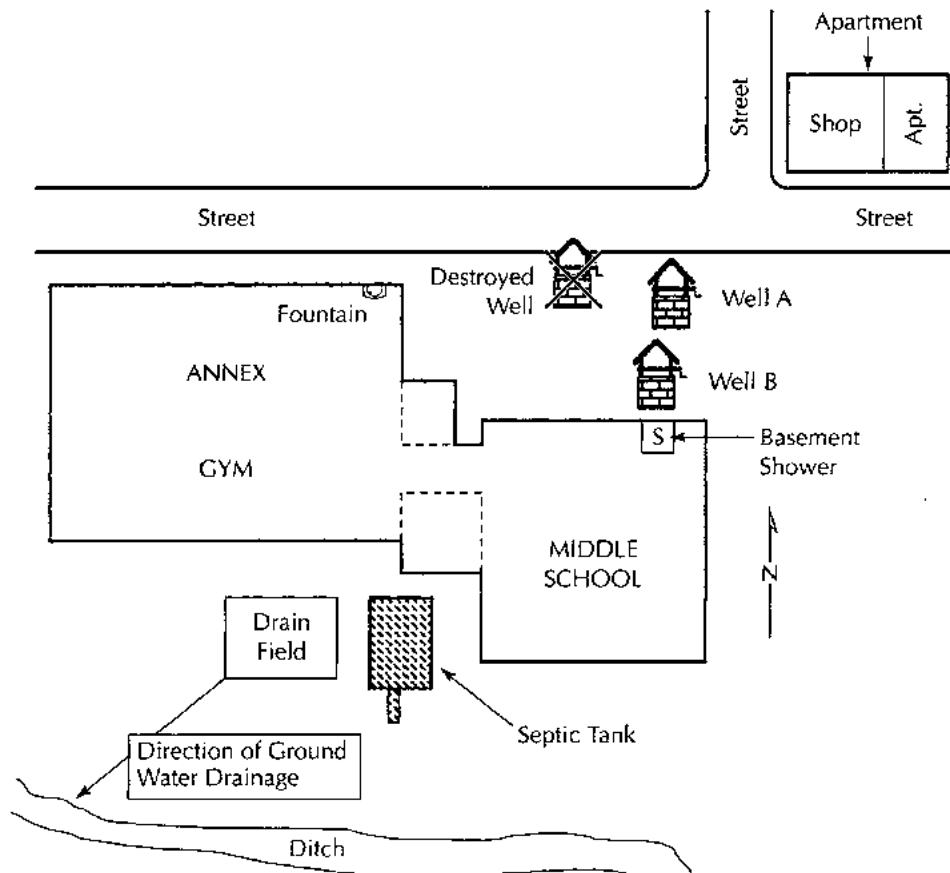 Apartment
Street
Shop
Apt.
Street
Street
Destroyed
Well
Well A
Fountain
ANNEX
Well B
S
Basement
Shower
GYM
MIDDLE
SCHOOL
N
Drain
Field
Septic Tank
Direction of Ground
Water Drainage
Ditch